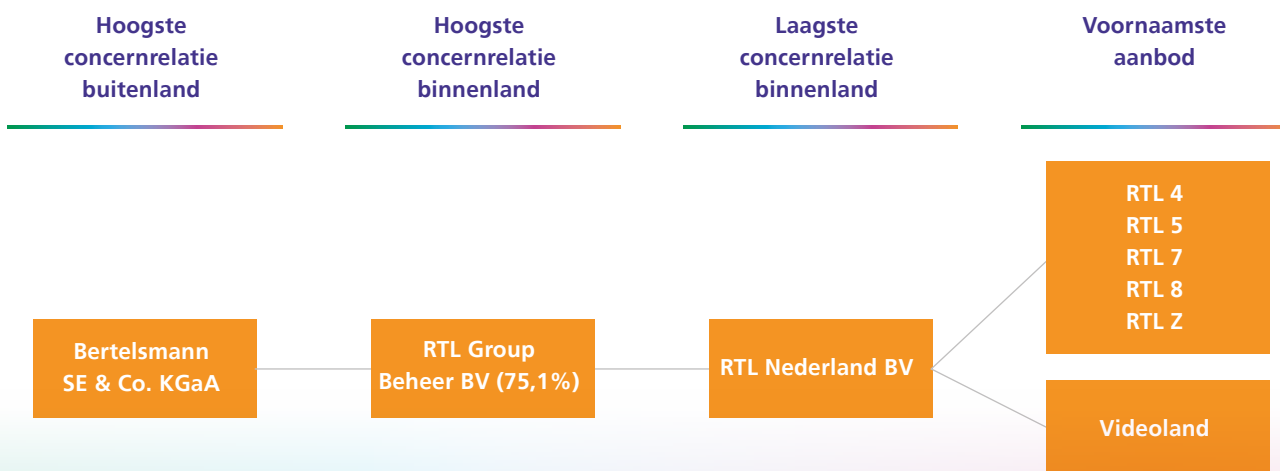 Hoogste
concernrelatie
buitenland
Hoogste
concernrelatie
binnenland
Laagste
concernrelatie
binnenland
Voornaamste
aanbod
Bertelsmann
SE & Co. KGaA
RTL Group
Beheer BV (75,1%)
RTL Nederland BV
RTL 4
RTL 5
RTL 7
RTL 8
RTL Z
Videoland